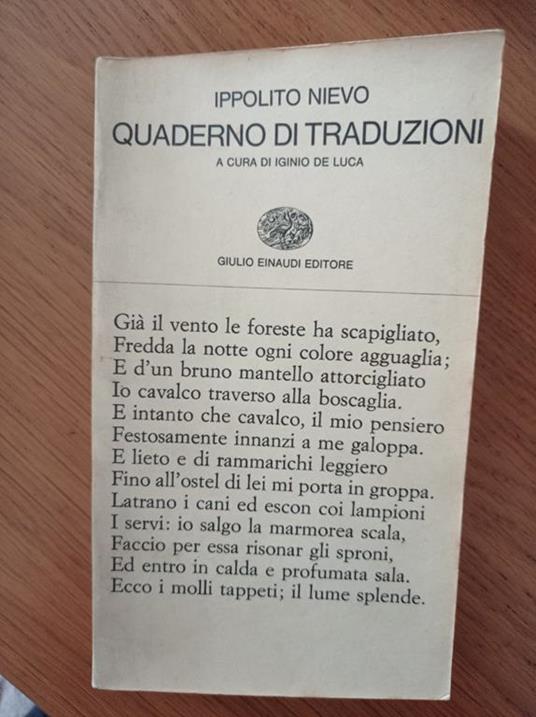 IPPOLITO NIEVO
QUADERNO DI TRADUZIONI
A CURA DI IGINIO DE LUCA
GIULIO EINAUDI EDITORE
Già il vento le foreste ha scapigliato,
Fredda la notte ogni colore agguaglia;
E d'un bruno mantello attorcigliato
Io cavalco traverso alla boscaglia.
E intanto che cavalco, il mio pensiero
Festosamente innanzi a me galoppa.
E lieto e di rammarichi leggiero
Fino all'ostel di lei mi porta in groppa.
Latrano i cani ed escon coi lampioni
I servi: io salgo la marmorea scala,
Faccio per essa risonar gli sproni,
Ed entro in calda e profumata sala.
Ecco i molli tappeti; il lume splende.